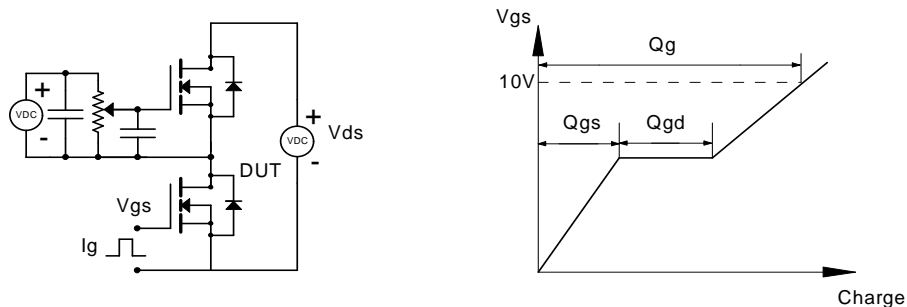 +
VDC
-
+
VDC
-
Vds
DUT
Vgs
Ig
Vgs
Qg
10V
Qgs
Qgd
Charge